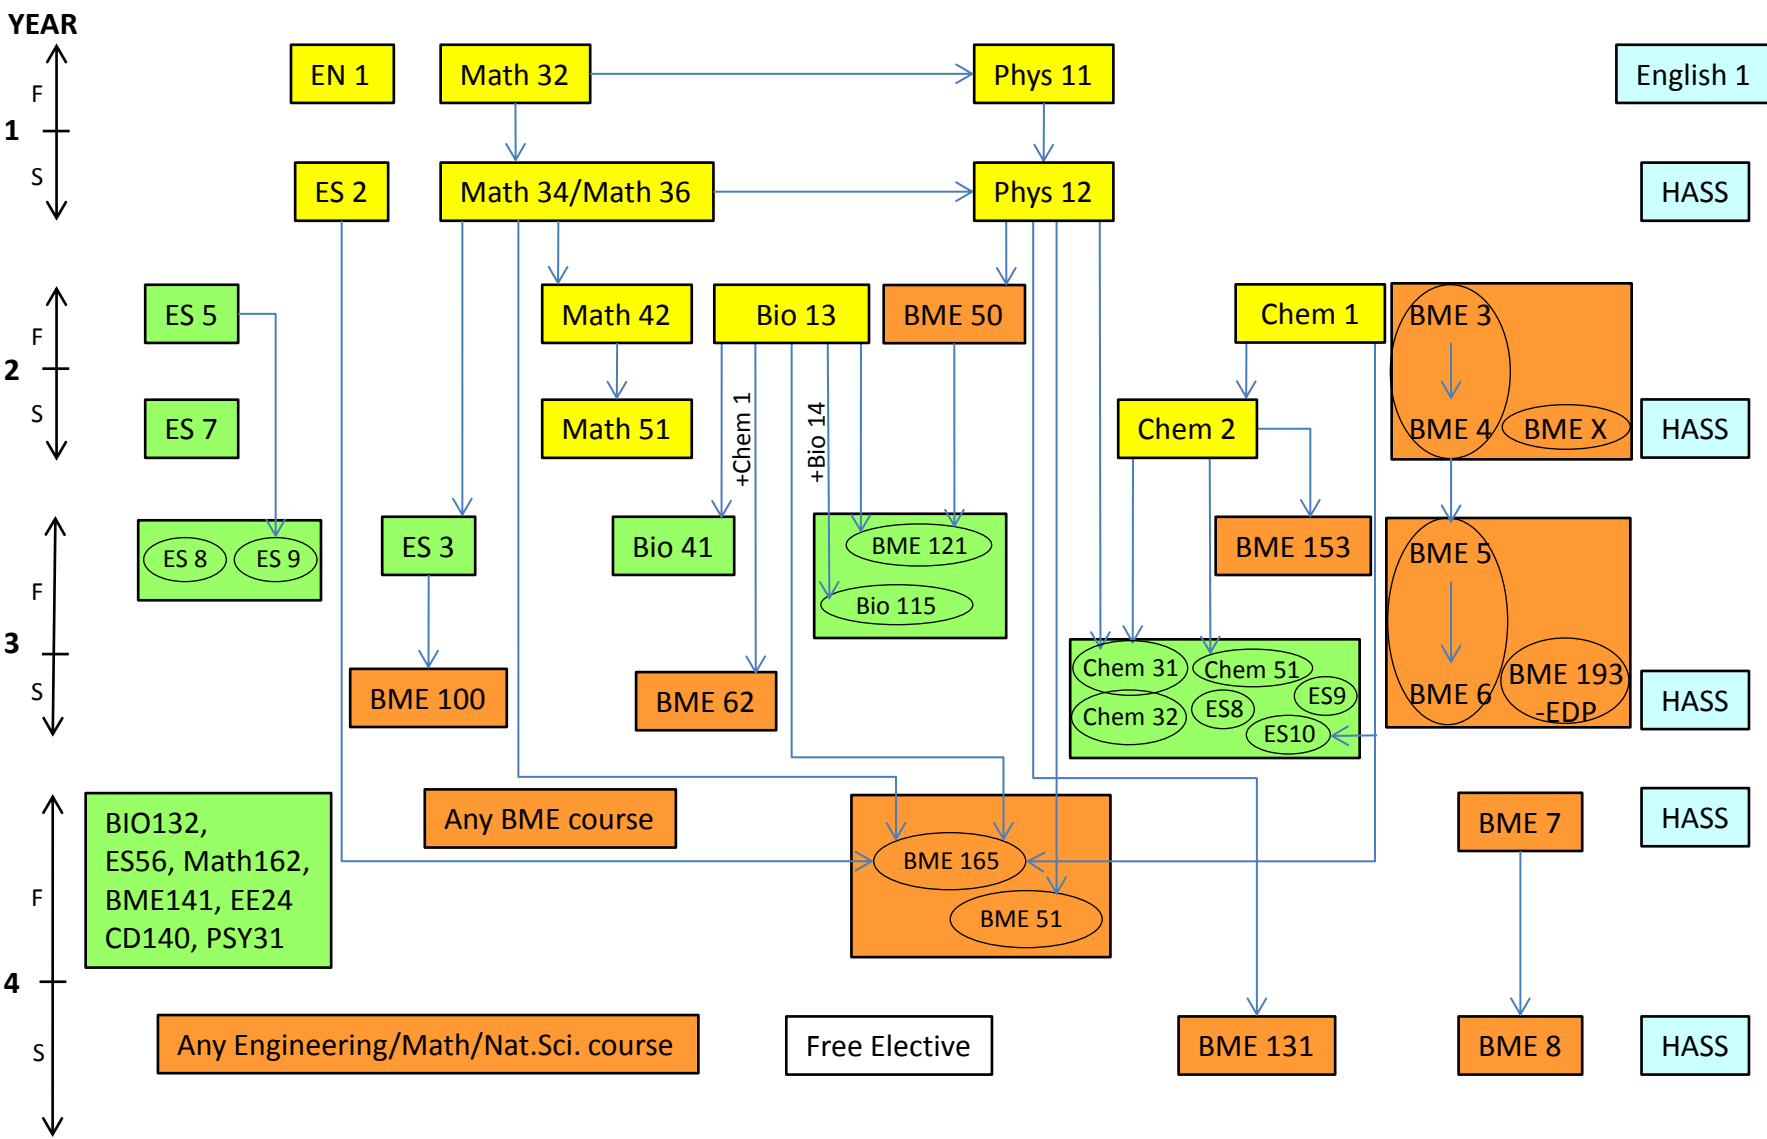 YEAR
EN 1
Math 32
Phys 11
English 1
F
1
S
ES 2
Math 34/Math 36
Phys 12
HASS
ES 5
Math 42
Bio 13
BME 50
Chem 1
BME 3
F
2
S
ES 7
Math 51
+Chem 1
+Bio 14
Chem 2
BME 4
BME X
HASS
ES 8
ES 9
ES 3
Bio 41
BME 121
Bio 115
BME 153
BME 5
F
3
S
BME 100
BME 62
Chem 31
Chem 51
Chem 32
ES8
ES9
ES10
BME 6
BME 193
-EDP
HASS
BIO132,
ES56, Math162,
BME141, EE24
CD140, PSY31
Any BME course
BME 165
BME 51
BME 7
HASS
F
4
S
Any Engineering/Math/Nat.Sci. course
Free Elective
BME 131
BME 8
HASS